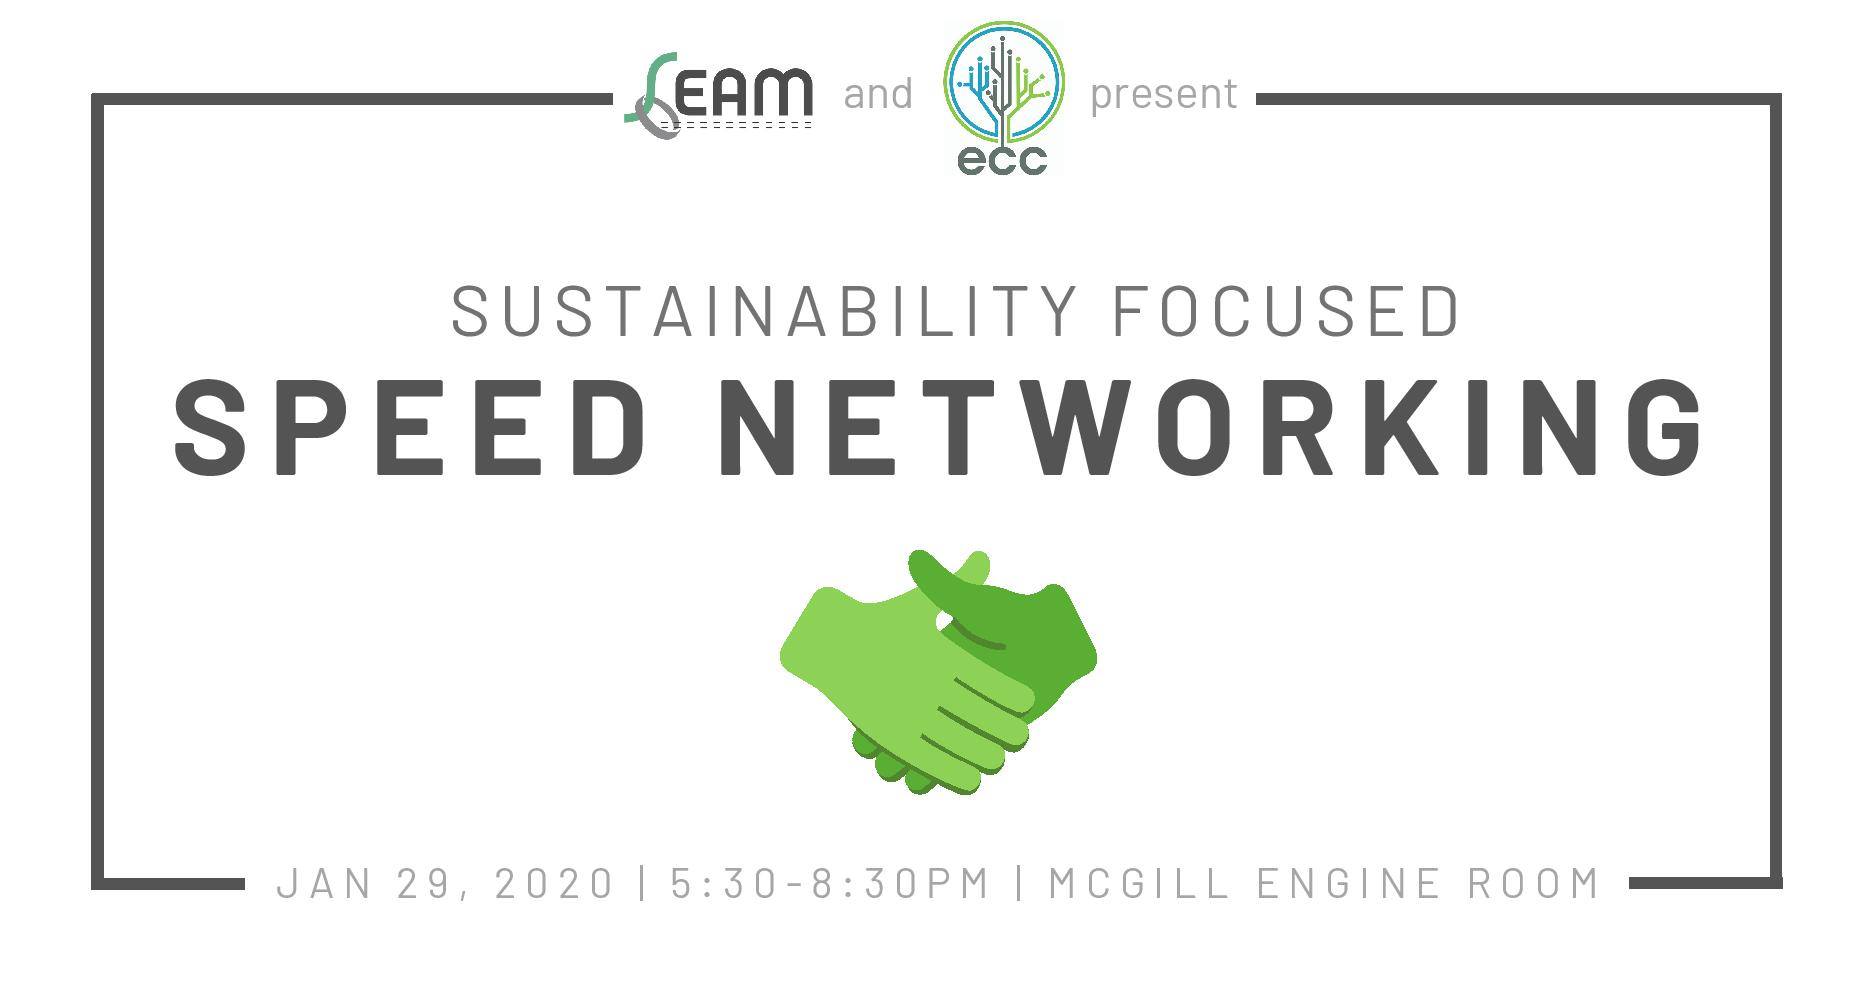 SEAM and ecc present
SUSTAINABILITY FOCUSED
SPEED NETWORKING
JAN 29, 2020 | 5:30-8:30PM | MCGILL ENGINE ROOM